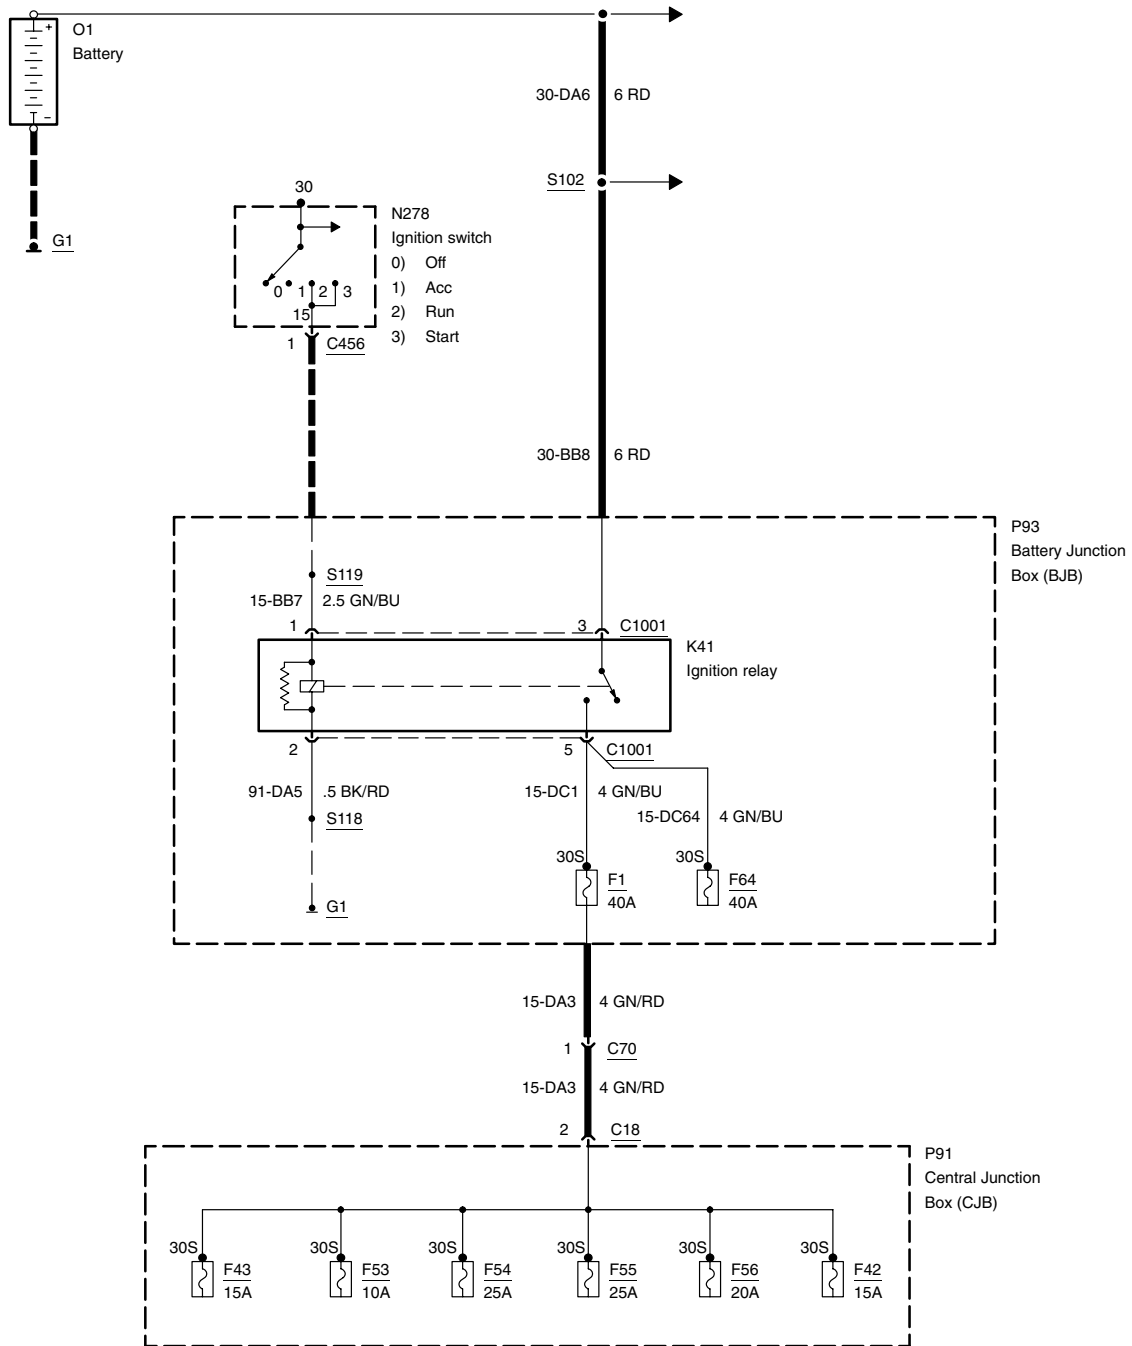 +
O1
Battery
−
30-DA6 6 RD
S102
30
N278
Ignition switch
0) Off
1) Acc
2) Run
3) Start
G1
0 1 2 3
15
1 C456
30-BB8 6 RD
P93
Battery Junction
Box (BJB)
S119
15-BB7 2.5 GN/BU
1 3 C1001
K41
Ignition relay
2 5 C1001
91-DA5 .5 BK/RD
15-DC1 4 GN/BU
15-DC64 4 GN/BU
S118
30S 30S
F1 F64
40A 40A
G1
15-DA3 4 GN/RD
1 C70
15-DA3 4 GN/RD
2 C18
P91
Central Junction
Box (CJB)
30S 30S 30S 30S 30S 30S
F43 F53 F54 F55 F56 F42
15A 10A 25A 25A 20A 15A